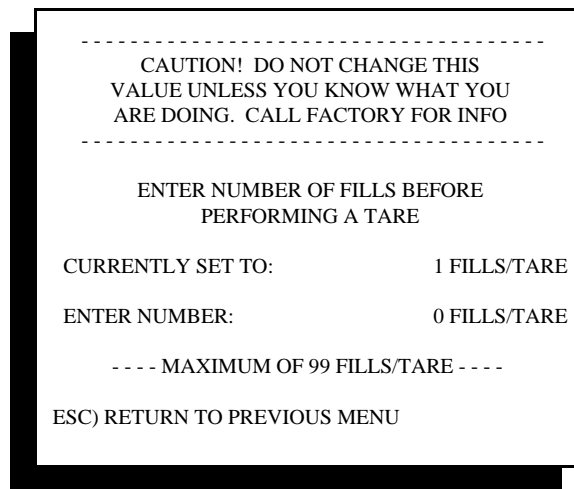 - - - - - - - - - - - - - - - - - - - - - - - - - - - - - - - - - - - - - -
CAUTION!  DO NOT CHANGE THIS
VALUE UNLESS YOU KNOW WHAT YOU
ARE DOING.  CALL FACTORY FOR INFO
- - - - - - - - - - - - - - - - - - - - - - - - - - - - - - - - - - - - - -
ENTER NUMBER OF FILLS BEFORE
PERFORMING A TARE
CURRENTLY SET TO: 1 FILLS/TARE
ENTER NUMBER: 0 FILLS/TARE
- - - - MAXIMUM OF 99 FILLS/TARE - - - -
ESC) RETURN TO PREVIOUS MENU